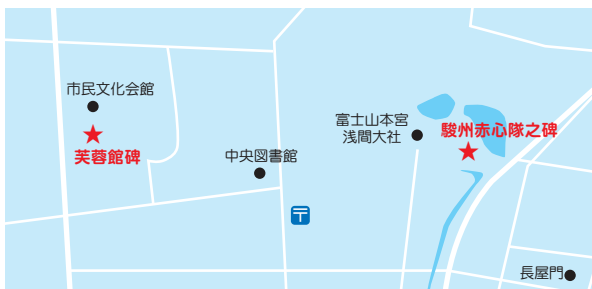 市民文化会館
芙蓉館碑
中央図書館
〒
富士山本宮
浅間大社
駿州赤心隊之碑
長屋門